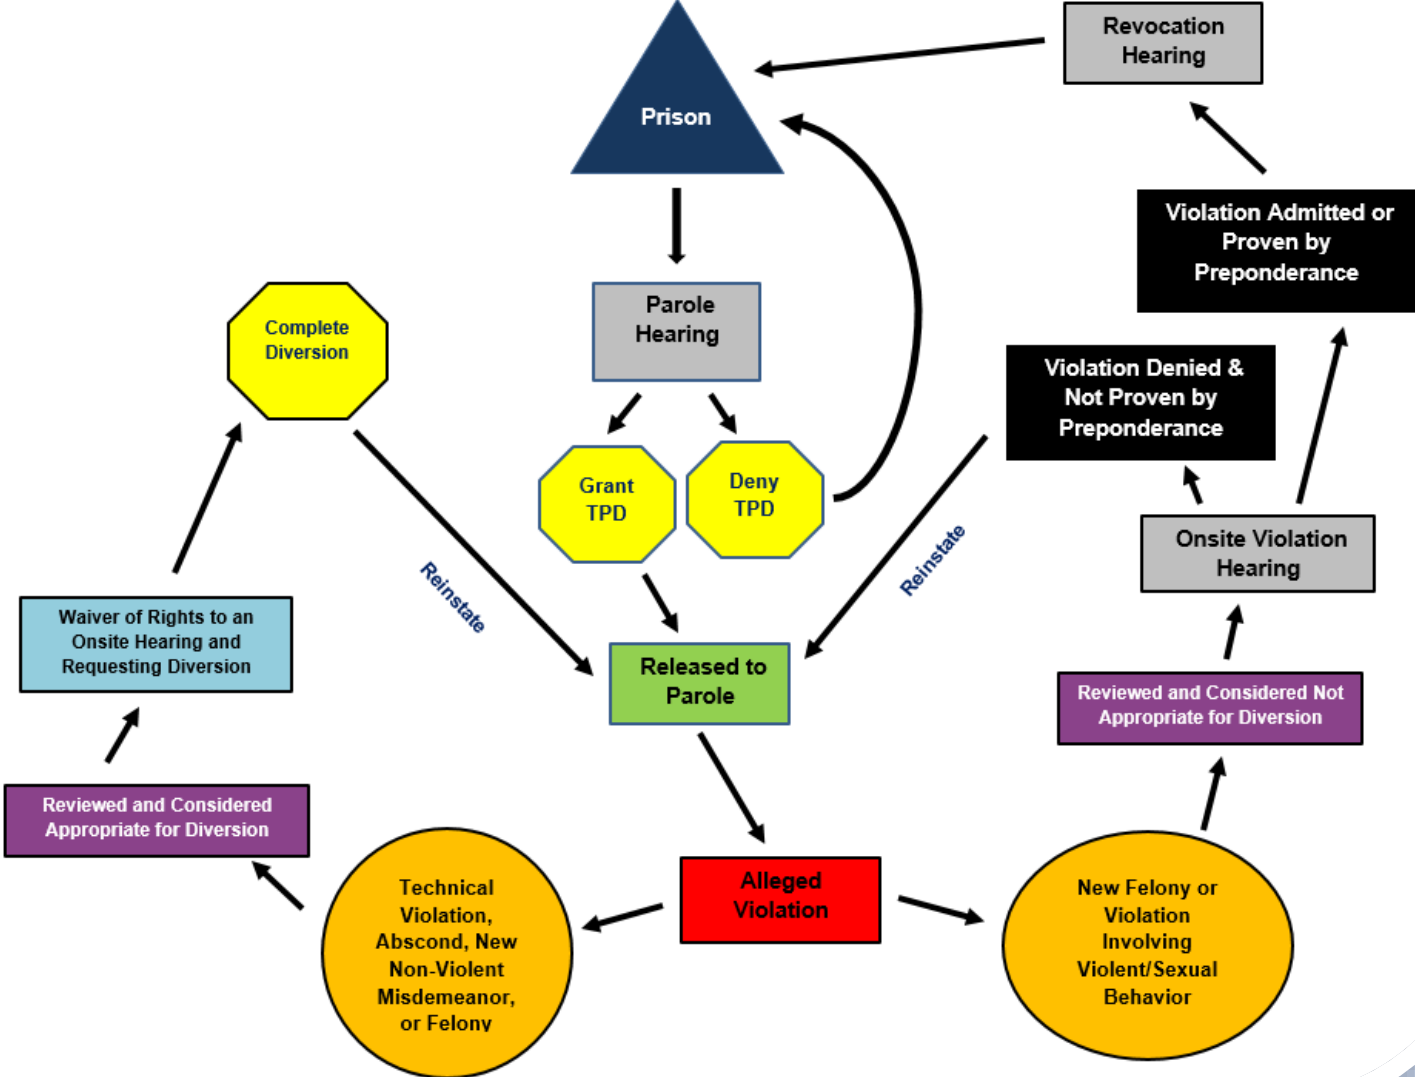 Revocation
Hearing
Prison
Violation Admitted or
Proven by
Preponderance
Parole
Hearing
Complete
Diversion
Violation Denied &
Not Proven by
Preponderance
Grant
TPD
Deny
TPD
Onsite Violation
Hearing
Reinstate
Reinstate
Waiver of Rights to an
Onsite Hearing and
Requesting Diversion
Released to
Parole
Reviewed and Considered Not
Appropriate for Diversion
Reviewed and Considered
Appropriate for Diversion
Alleged
Violation
Technical
Violation,
Abscond, New
Non-Violent
Misdemeanor,
or Felony
New Felony or
Violation
Involving
Violent/Sexual
Behavior